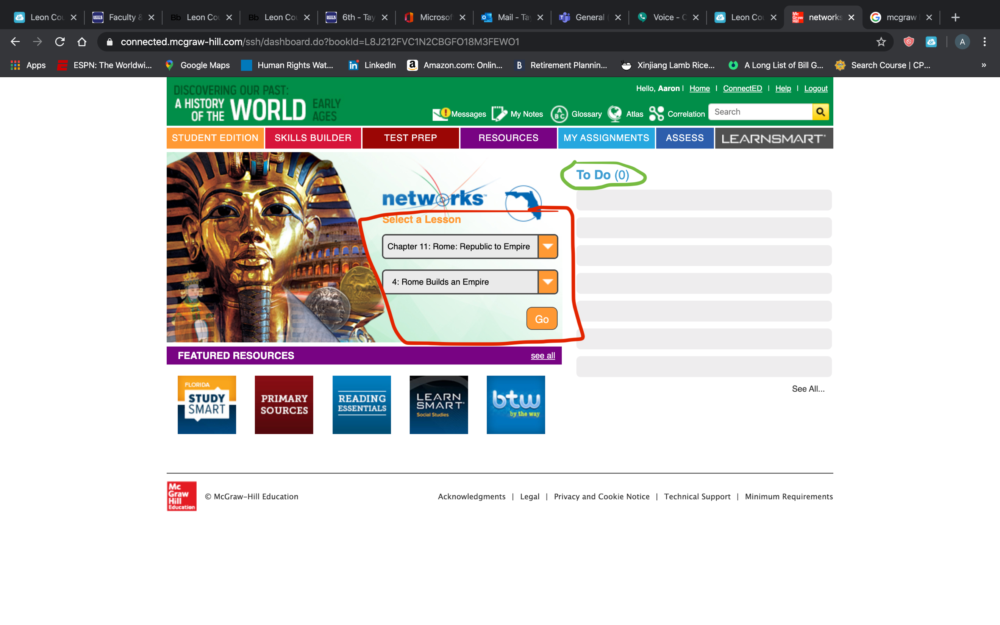 Leon Cou
Faculty &
Bb Leon Cou
Bb Leon Cou
6th - Tay
Microsof
Mail - Tay
General (
Voice - C
Leon Cou
networks
mcgraw
connected.mcgraw-hill.com/ssh/dashboard.do?bookId=L8J212FVC1N2CBGFO18M3FEWO1
A
Apps
ESPN: The Worldwi...
Google Maps
Human Rights Wat...
LinkedIn
Amazon.com: Onlin...
B Retirement Plannin...
Xinjiang Lamb Rice...
A Long List of Bill G...
Search Course | CP...
»
DISCOVERING OUR PAST:
A HISTORY OF THE WORLD EARLY AGES
Hello, Aaron | Home | ConnectED | Help | Logout
Messages
My Notes
ABC Glossary
Atlas
Correlation
Search
STUDENT EDITION
SKILLS BUILDER
TEST PREP
RESOURCES
MY ASSIGNMENTS
ASSESS
LEARNSMART®
networks™
Select a Lesson
Chapter 11: Rome: Republic to Empire
4: Rome Builds an Empire
Go
To Do (0)
See All...
FEATURED RESOURCES
see all
FLORIDA
STUDY
SMART
PRIMARY
SOURCES
READING
ESSENTIALS
LEARN
SMART®
Social Studies
btw
by the way
Mc
Graw
Hill
Education
© McGraw-Hill Education
Acknowledgments | Legal | Privacy and Cookie Notice | Technical Support | Minimum Requirements